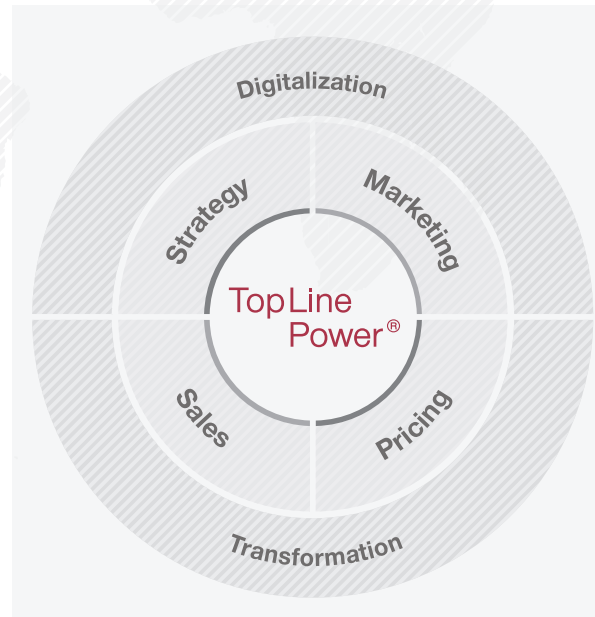 Digitalization
Strategy
Marketing
TopLine
Power®
Sales
Pricing
Transformation